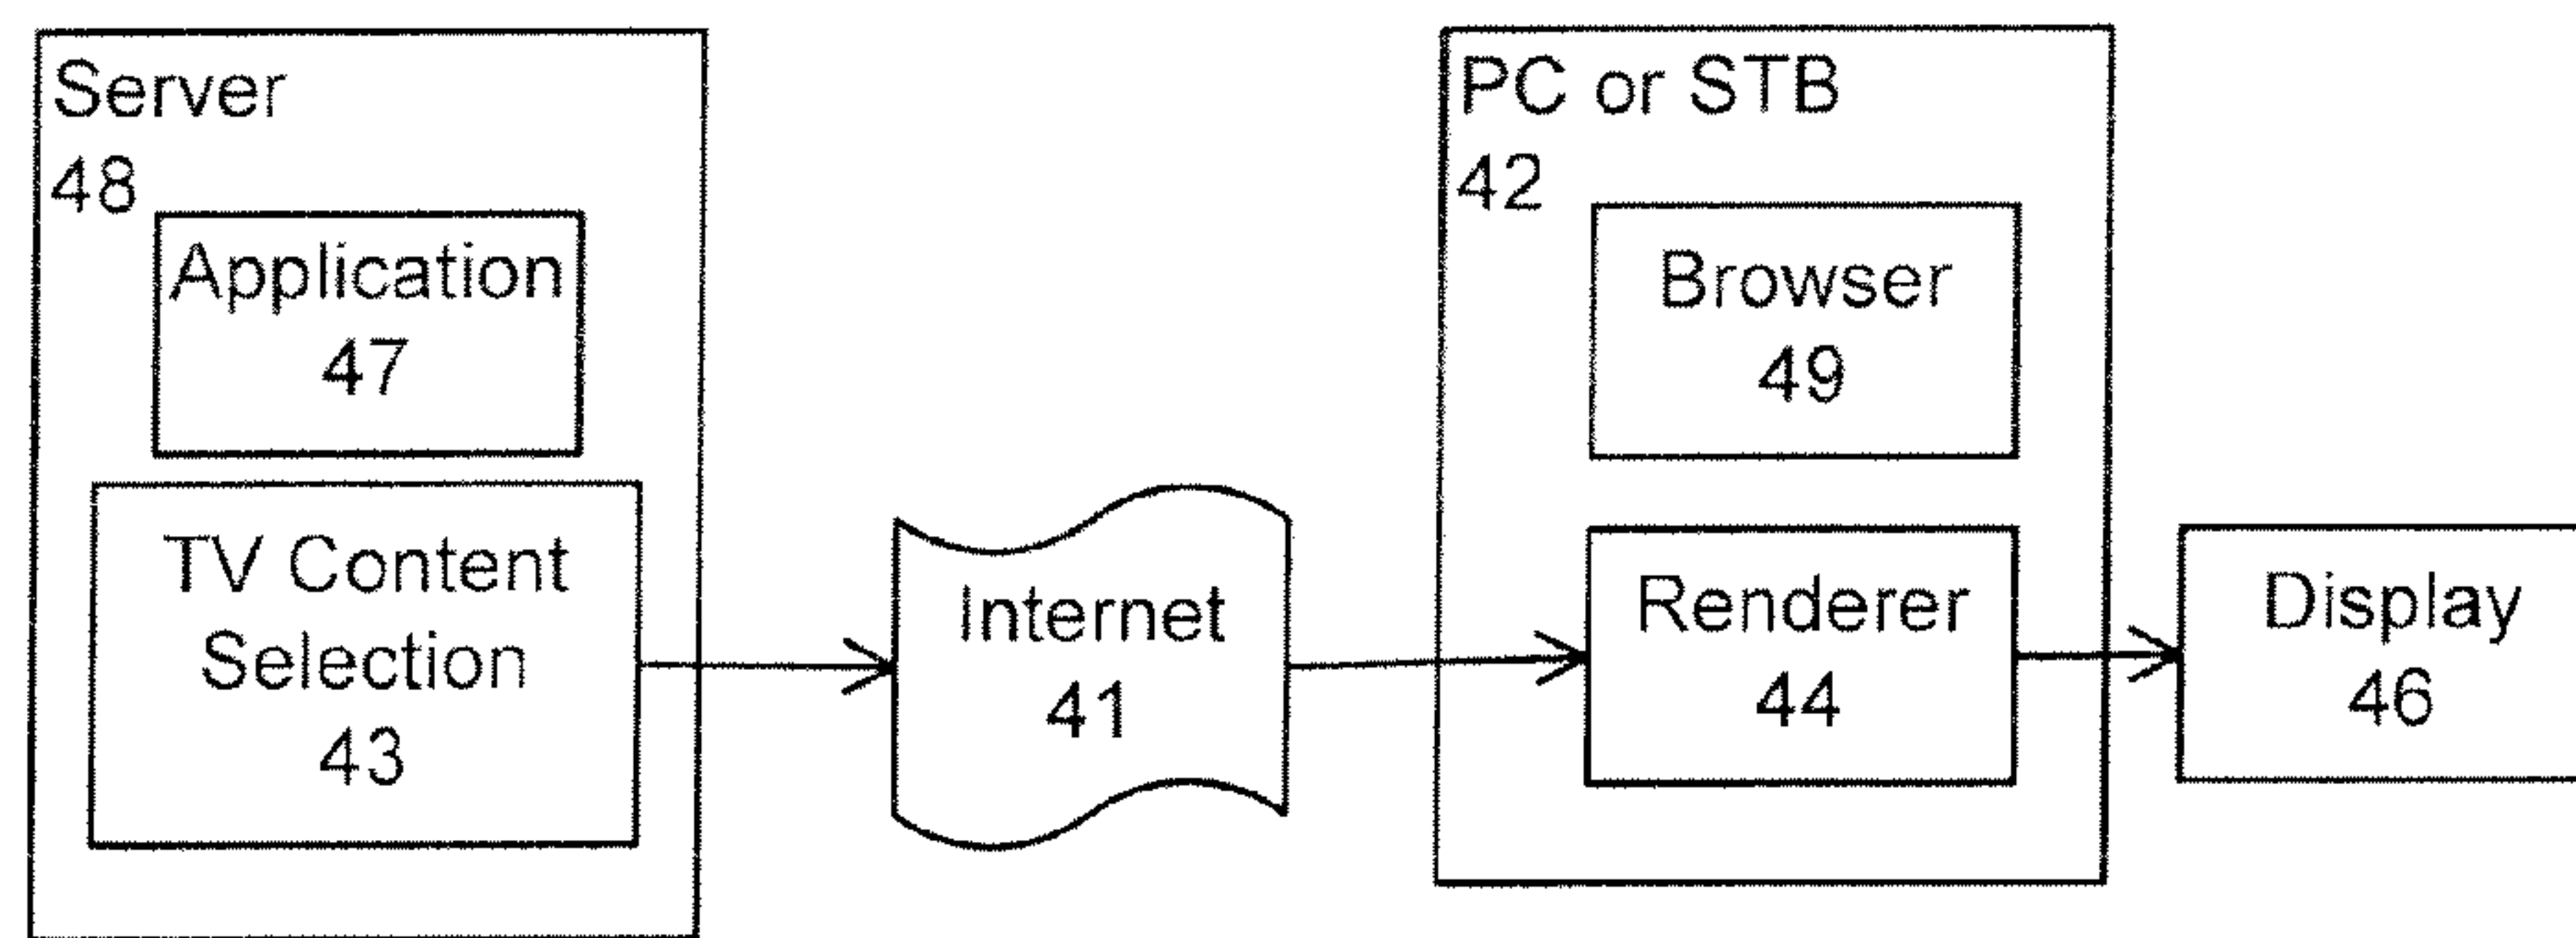 Server
48
Application
47
TV Content
Selection
43
Internet
41
PC or STB
42
Browser
49
Renderer
44
Display
46